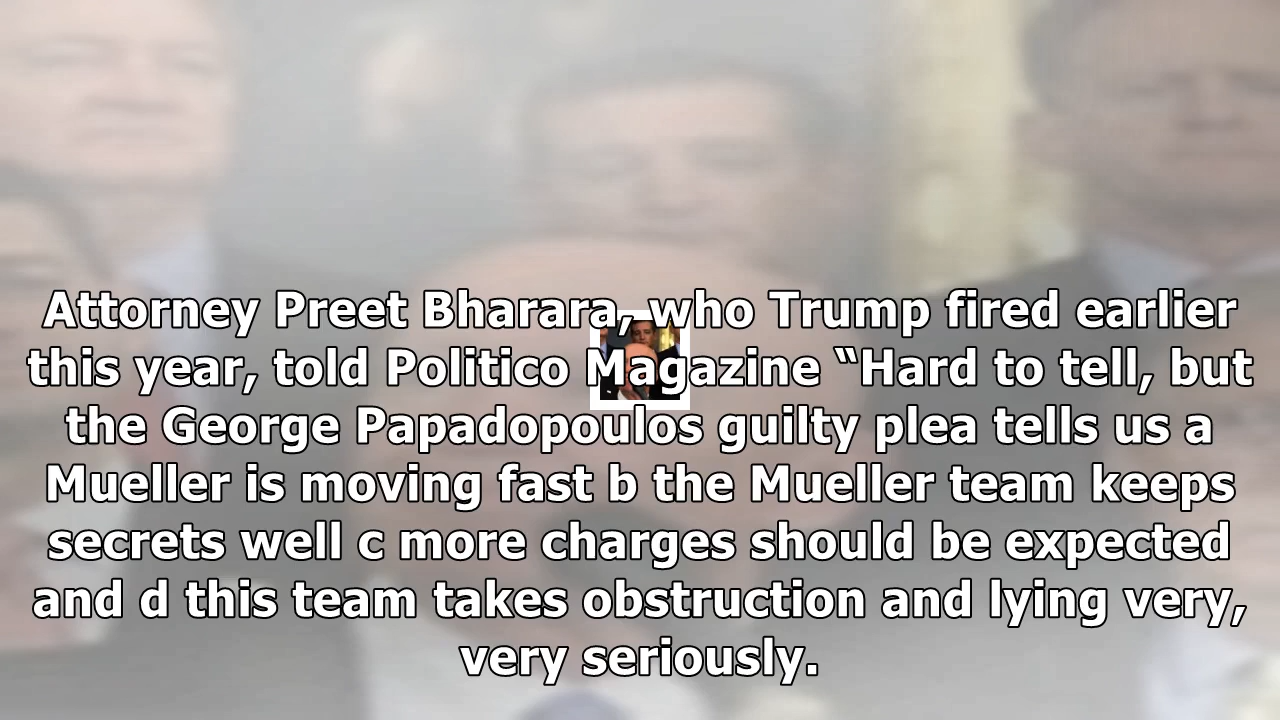 Attorney Preet Bharara, who Trump fired earlier
this year, told Politico Magazine “Hard to tell, but
the George Papadopoulos guilty plea tells us a
Mueller is moving fast b the Mueller team keeps
secrets well c more charges should be expected
and d this team takes obstruction and lying very,
very seriously.